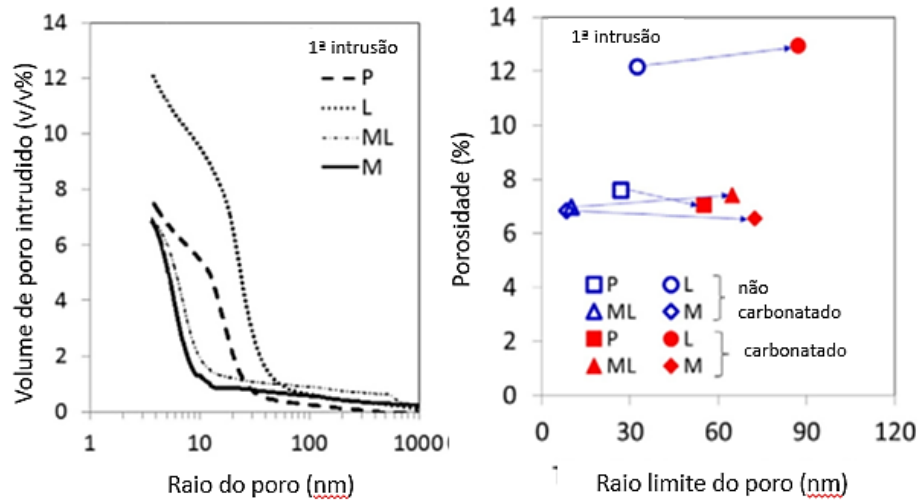 14
12
10
8
6
4
2
0
Volume de poro intrudido (v/v%)
1ª intrusão
P
L
ML
M
1
10
100
1000
Raio do poro (nm)
14
12
10
8
6
4
2
0
Porosidade (%)
1ª intrusão
P L
ML M
não
carbonatado
P L
ML M
carbonatado
0 30 60 90 120
Raio limite do poro (nm)